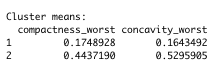 Cluster means:
  compactness_worst concavity_worst
1         0.1748928       0.1643492
2         0.4437190       0.5295905